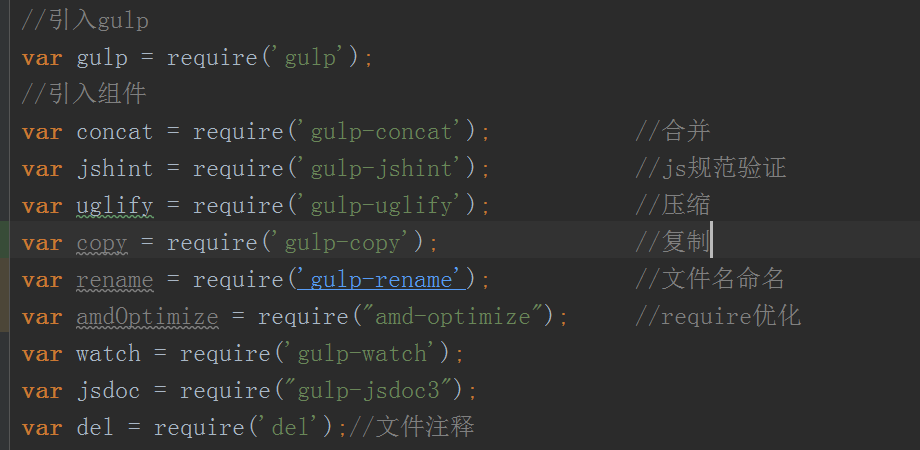 //引入gulp
var gulp = require('gulp');
//引入组件
var concat = require('gulp-concat'); //合并
var jshint = require('gulp-jshint'); //js规范验证
var uglify = require('gulp-uglify'); //压缩
var copy = require('gulp-copy'); //复制
var rename = require('gulp-rename'); //文件名命名
var amdOptimize = require("amd-optimize"); //require优化
var watch = require('gulp-watch');
var jsdoc = require("gulp-jsdoc3");
var del = require('del');//文件注释